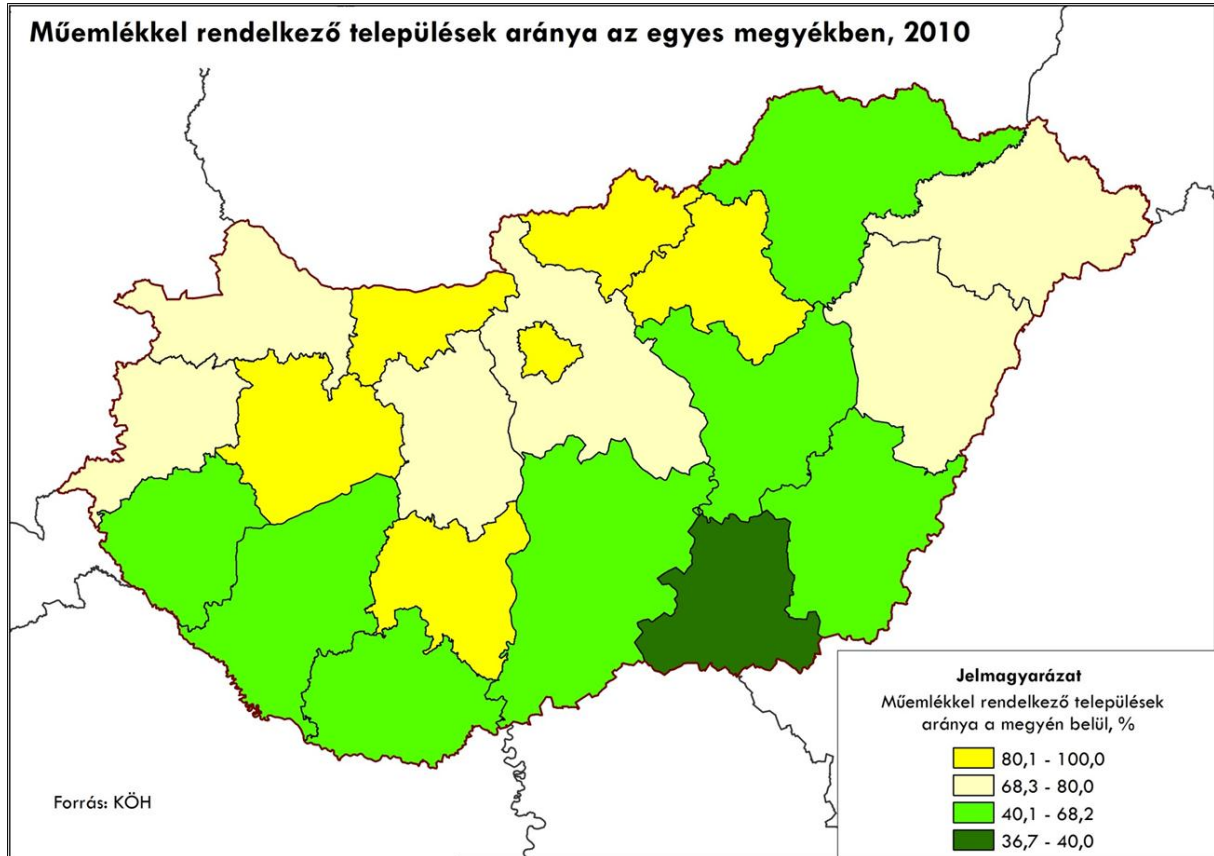 Műemlékkel rendelkező települések aránya az egyes megyékben, 2010
Jelmagyarázat
Műemlékkel rendelkező települések
aránya a megyén belül, %
80,1 - 100,0
68,3 - 80,0
40,1 - 68,2
36,7 - 40,0
Forrás: KÖH